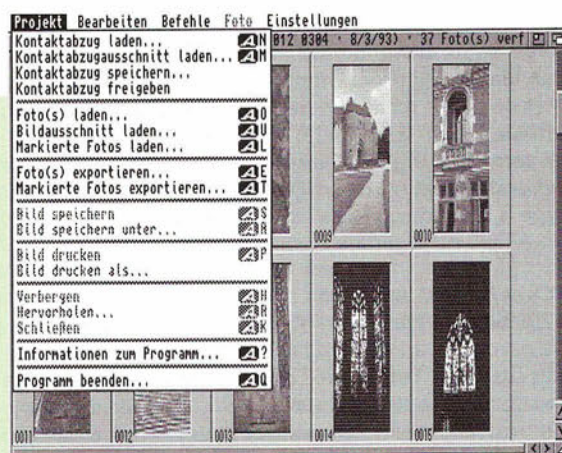 Projekt Bearbeiten Befehle Foto Einstellungen
012 0304 · 8/3/93) · 37 Foto(s) verf
Kontaktabzug laden... A N
Kontaktabzugausschnitt laden... A M
Kontaktabzug speichern...
Kontaktabzug freigeben
Foto(s) laden... A O
Bildausschnitt laden... A U
Markierte Fotos laden... A L
Foto(s) exportieren... A E
Markierte Fotos exportieren... A T
Bild speichern A S
Bild speichern unter... A A
Bild drucken A P
Bild drucken als...
Verbergen A H
Hervorholen... A R
Schließen A K
Informationen zum Programm... A ?
Programm beenden... A Q
0009 0010
0011 0012 0013 0014 0015